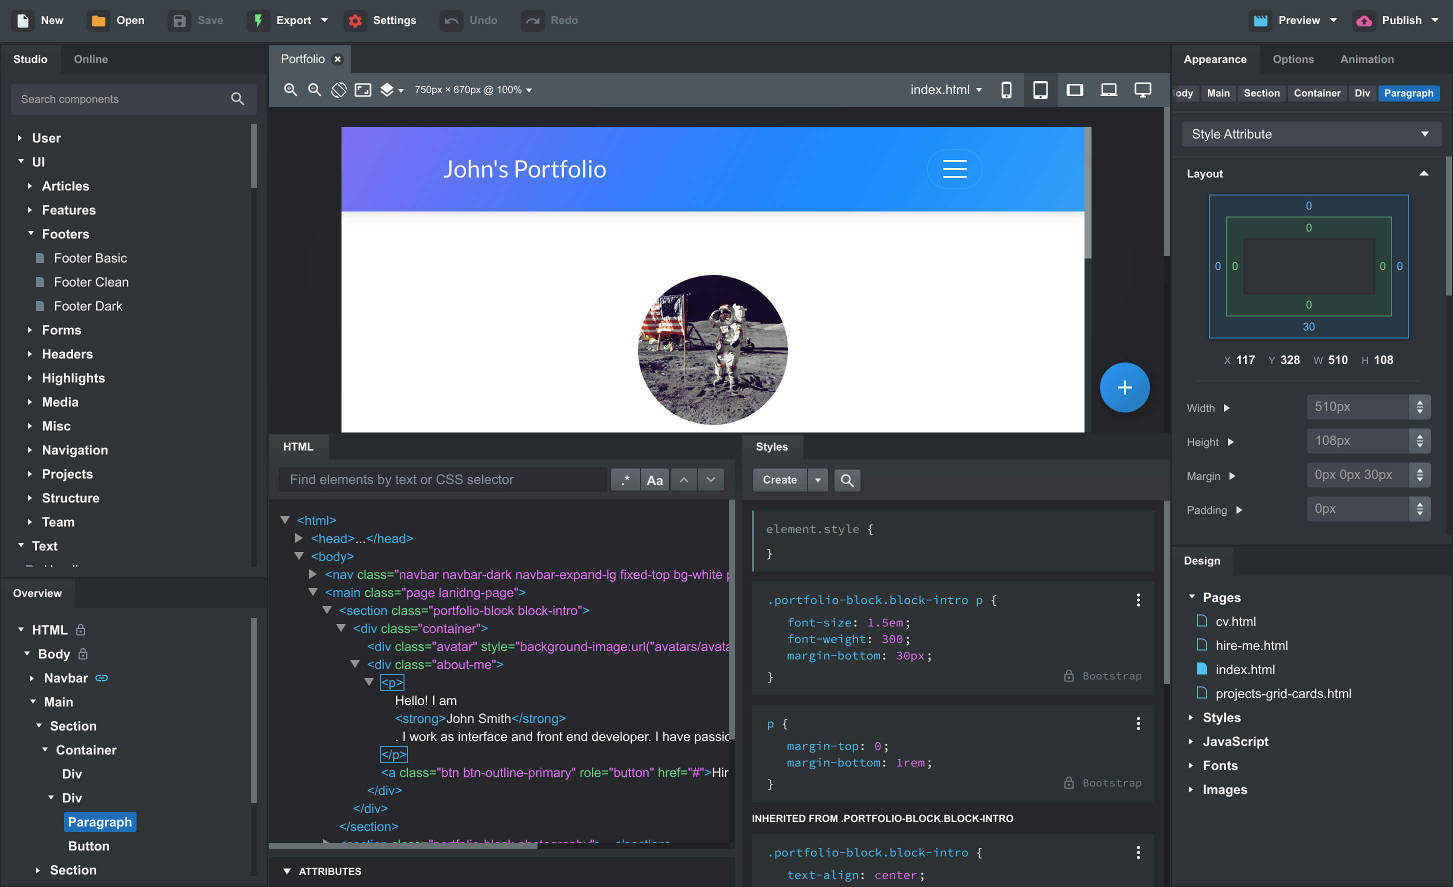 New Open Save Export Settings Undo Redo Preview Publish
Studio Online
Search components
User
UI
Articles
Features
Footers
Footer Basic
Footer Clean
Footer Dark
Forms
Headers
Highlights
Media
Misc
Navigation
Projects
Structure
Team
Text
Overview
HTML
Body
Navbar
Main
Section
Container
Div
Div
Paragraph
Button
Section
Portfolio
750px × 670px @ 100% index.html
John's Portfolio
+
HTML
Find elements by text or CSS selector .* Aa
<html>
<head>...</head>
<body>
<nav class="navbar navbar-dark navbar-expand-lg fixed-top bg-white p
<main class="page lanidng-page">
<section class="portfolio-block block-intro">
<div class="container">
<div class="avatar" style="background-image:url("avatars/avata
<div class="about-me">
<p>
Hello! I am
<strong>John Smith</strong>
. I work as interface and front end developer. I have passic
</p>
<a class="btn btn-outline-primary" role="button" href="#">Hir
</div>
</div>
</section>
ATTRIBUTES
Styles
Create
element.style {
}
.portfolio-block.block-intro p {
font-size: 1.5em;
font-weight: 300;
margin-bottom: 30px;
}
Bootstrap
p {
margin-top: 0;
margin-bottom: 1rem;
}
Bootstrap
INHERITED FROM .PORTFOLIO-BLOCK.BLOCK-INTRO
.portfolio-block.block-intro {
text-align: center;
Appearance Options Animation
ody Main Section Container Div Paragraph
Style Attribute
Layout
0
0
0 0 0 0
0
30
X 117 Y 328 W 510 H 108
Width 510px
Height 108px
Margin 0px 0px 30px
Padding 0px
Design
Pages
cv.html
hire-me.html
index.html
projects-grid-cards.html
Styles
JavaScript
Fonts
Images